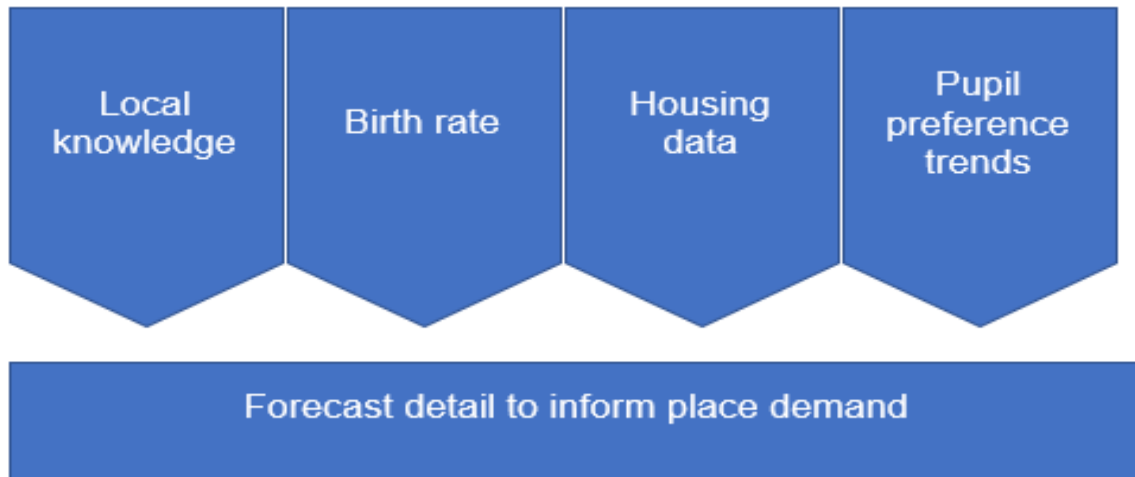 Local
knowledge
Birth rate
Housing
data
Pupil
preference
trends
Forecast detail to inform place demand